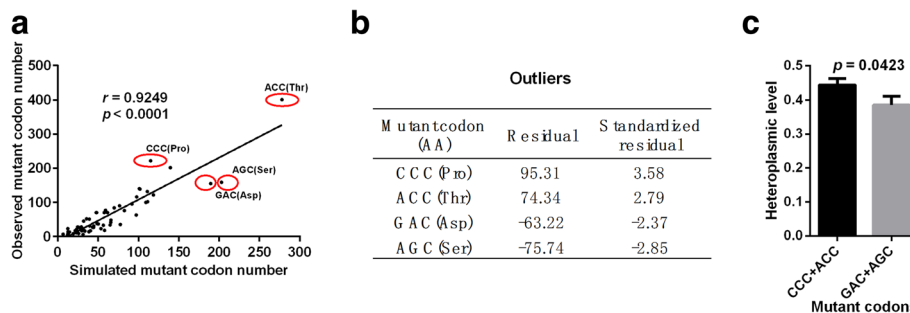 a
Observed mutant codon number
500
400
300
200
100
0
r = 0.9249
p < 0.0001
ACC(Thr)
CCC(Pro)
AGC(Ser)
GAC(Asp)
0 50 100 150 200 250 300
Simulated mutant codon number
b
Outliers
Mutantcodon (AA) Residual Standardized residual
CCC(Pro) 95.31 3.58
ACC(Thr) 74.34 2.79
GAC(Asp) -63.22 -2.37
AGC(Ser) -75.74 -2.85
c
p = 0.0423
Heteroplasmic level
0.5
0.4
0.3
0.2
0.1
0.0
CCC+ACC
GAC+AGC
Mutant codon